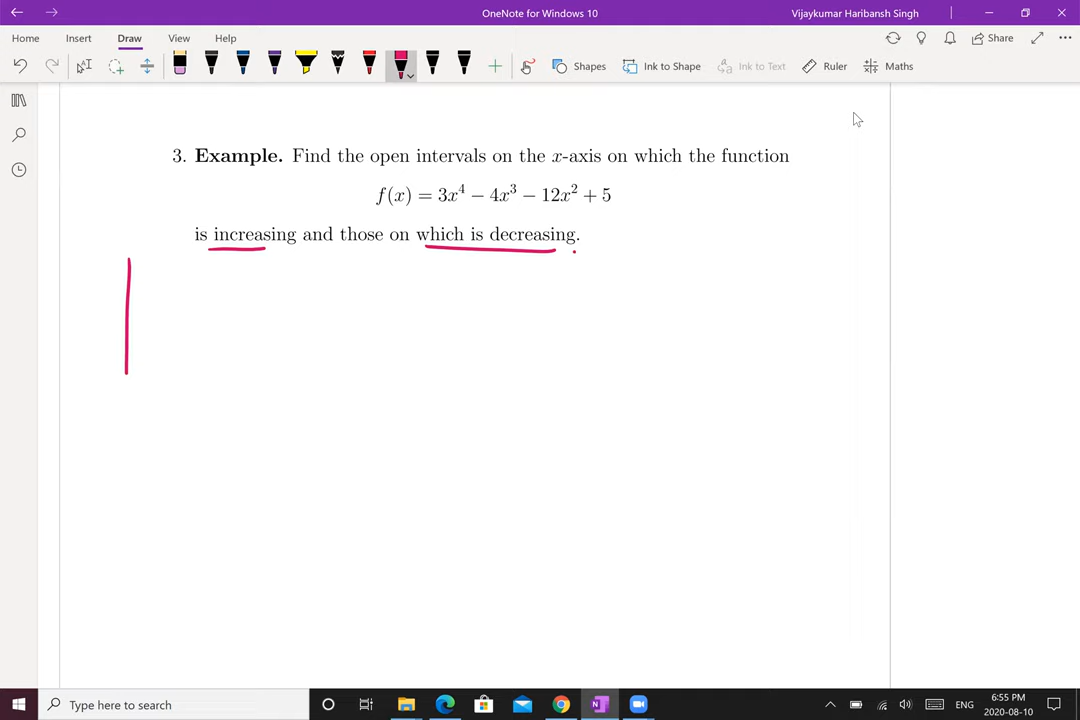 OneNote for Windows 10
Vijaykumar Haribansh Singh
Home Insert Draw View Help
Share
Shapes Ink to Shape Ink to Text Ruler Maths
3. Example. Find the open intervals on the x-axis on which the function
f(x) = 3x⁴ − 4x³ − 12x² + 5
is increasing and those on which is decreasing.
Type here to search
ENG
6:55 PM
2020-08-10